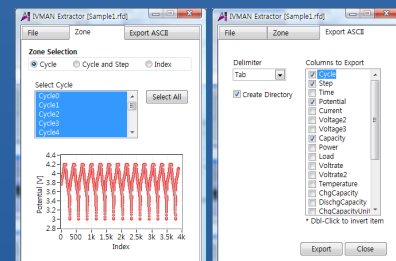 IVMAN Extractor [Sample1.rfd]
File Zone Export ASCII
Zone Selection
Cycle Cycle and Step Index
Select Cycle
Cycle0
Cycle1
Cycle2
Cycle3
Cycle4
Select All
Potential [V]
4.4
4.2
4
3.8
3.6
3.4
3.2
3
2.8
0 500 1k 1.5k 2k 2.5k 3k 3.5k 4k
Index
IVMAN Extractor [Sample1.rfd]
File Zone Export ASCII
Delimiter
Tab
Create Directory
Columns to Export
Cycle
Step
Time
Potential
Current
Voltage2
Voltage3
Capacity
Power
Load
Voltrate
Voltrate2
Temperature
ChgCapacity
DischgCapacity
ChgCapacityUnit
* Dbl-Click to invert item
Export Close